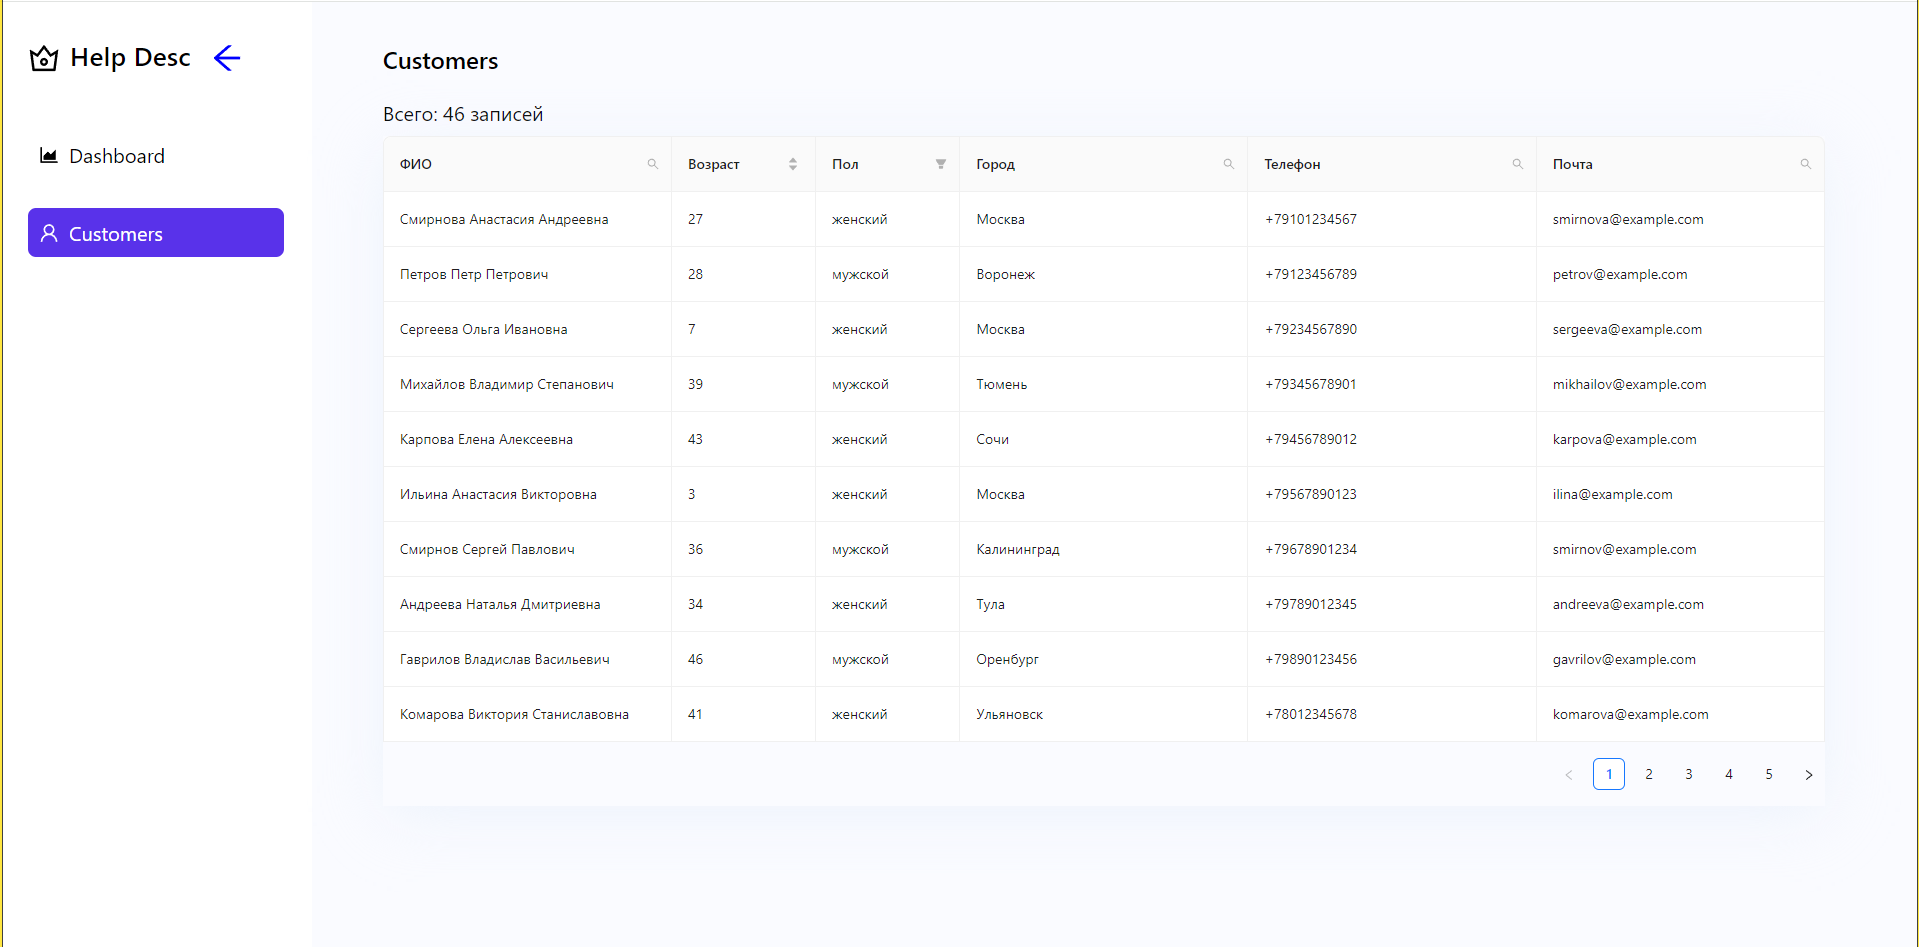 Help Desc
Dashboard
Customers
Customers
Всего: 46 записей
ФИО Возраст Пол Город Телефон Почта
Смирнова Анастасия Андреевна 27 женский Москва +79101234567 smirnova@example.com
Петров Петр Петрович 28 мужской Воронеж +79123456789 petrov@example.com
Сергеева Ольга Ивановна 7 женский Москва +79234567890 sergeeva@example.com
Михайлов Владимир Степанович 39 мужской Тюмень +79345678901 mikhailov@example.com
Карпова Елена Алексеевна 43 женский Сочи +79456789012 karpova@example.com
Ильина Анастасия Викторовна 3 женский Москва +79567890123 ilina@example.com
Смирнов Сергей Павлович 36 мужской Калининград +79678901234 smirnov@example.com
Андреева Наталья Дмитриевна 34 женский Тула +79789012345 andreeva@example.com
Гаврилов Владислав Васильевич 46 мужской Оренбург +79890123456 gavrilov@example.com
Комарова Виктория Станиславовна 41 женский Ульяновск +78012345678 komarova@example.com
< 1 2 3 4 5 >